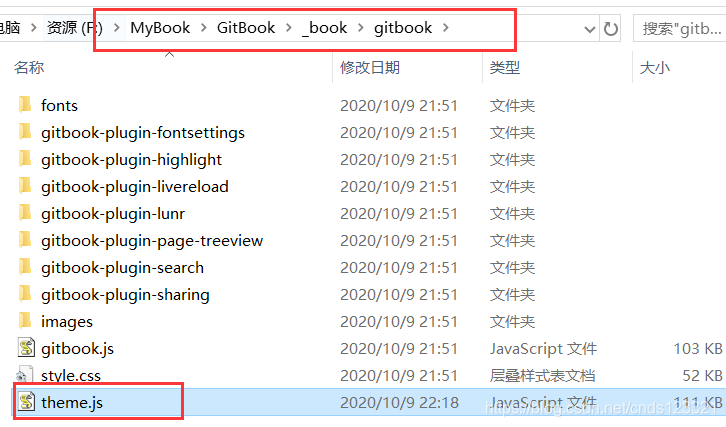 电脑 > 资源 (F:) > MyBook > GitBook > _book > gitbook > 搜索"gitb...
名称 修改日期 类型 大小
fonts 2020/10/9 21:51 文件夹
gitbook-plugin-fontsettings 2020/10/9 21:51 文件夹
gitbook-plugin-highlight 2020/10/9 21:51 文件夹
gitbook-plugin-livereload 2020/10/9 21:51 文件夹
gitbook-plugin-lunr 2020/10/9 21:51 文件夹
gitbook-plugin-page-treeview 2020/10/9 21:51 文件夹
gitbook-plugin-search 2020/10/9 21:51 文件夹
gitbook-plugin-sharing 2020/10/9 21:51 文件夹
images 2020/10/9 21:51 文件夹
gitbook.js 2020/10/9 21:51 JavaScript 文件 103 KB
style.css 2020/10/9 21:51 层叠样式表文档 52 KB
theme.js 2020/10/9 22:18 JavaScript 文件 111 KB